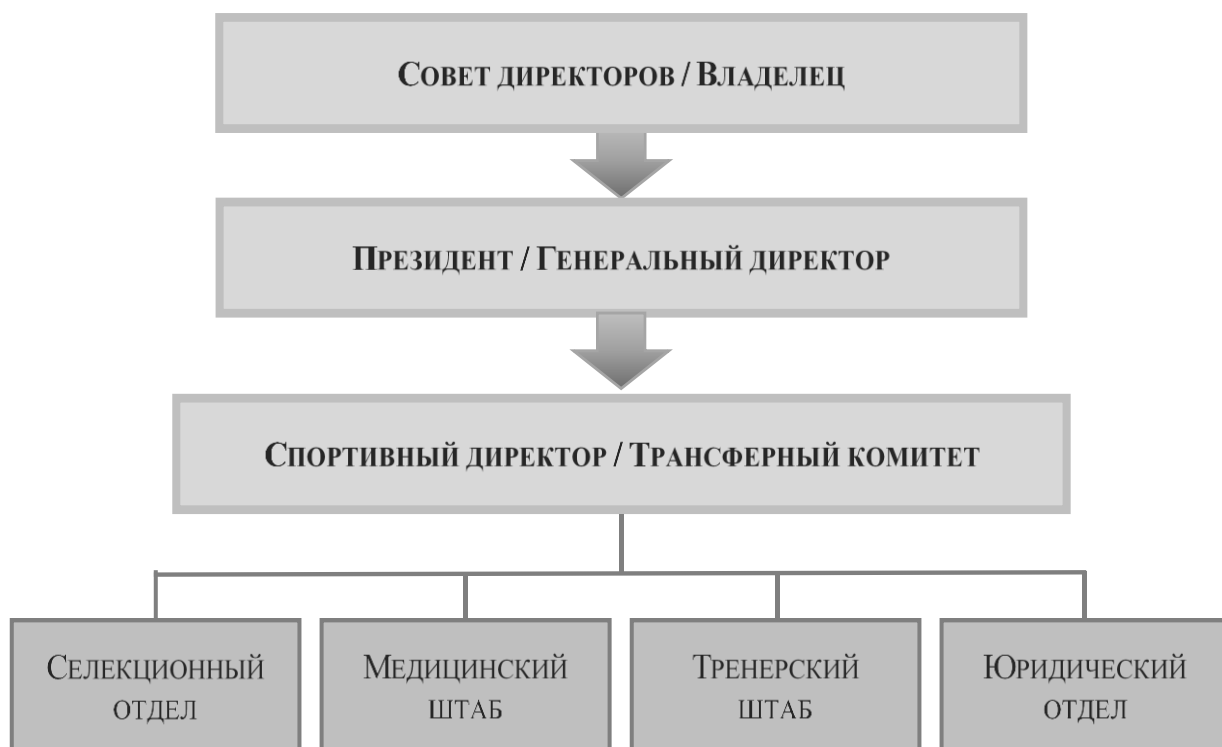 Совет директоров / Владелец
Президент / Генеральный директор
Спортивный директор / Трансферный комитет
Селекционный
отдел
Медицинский
штаб
Тренерский
штаб
Юридический
отдел